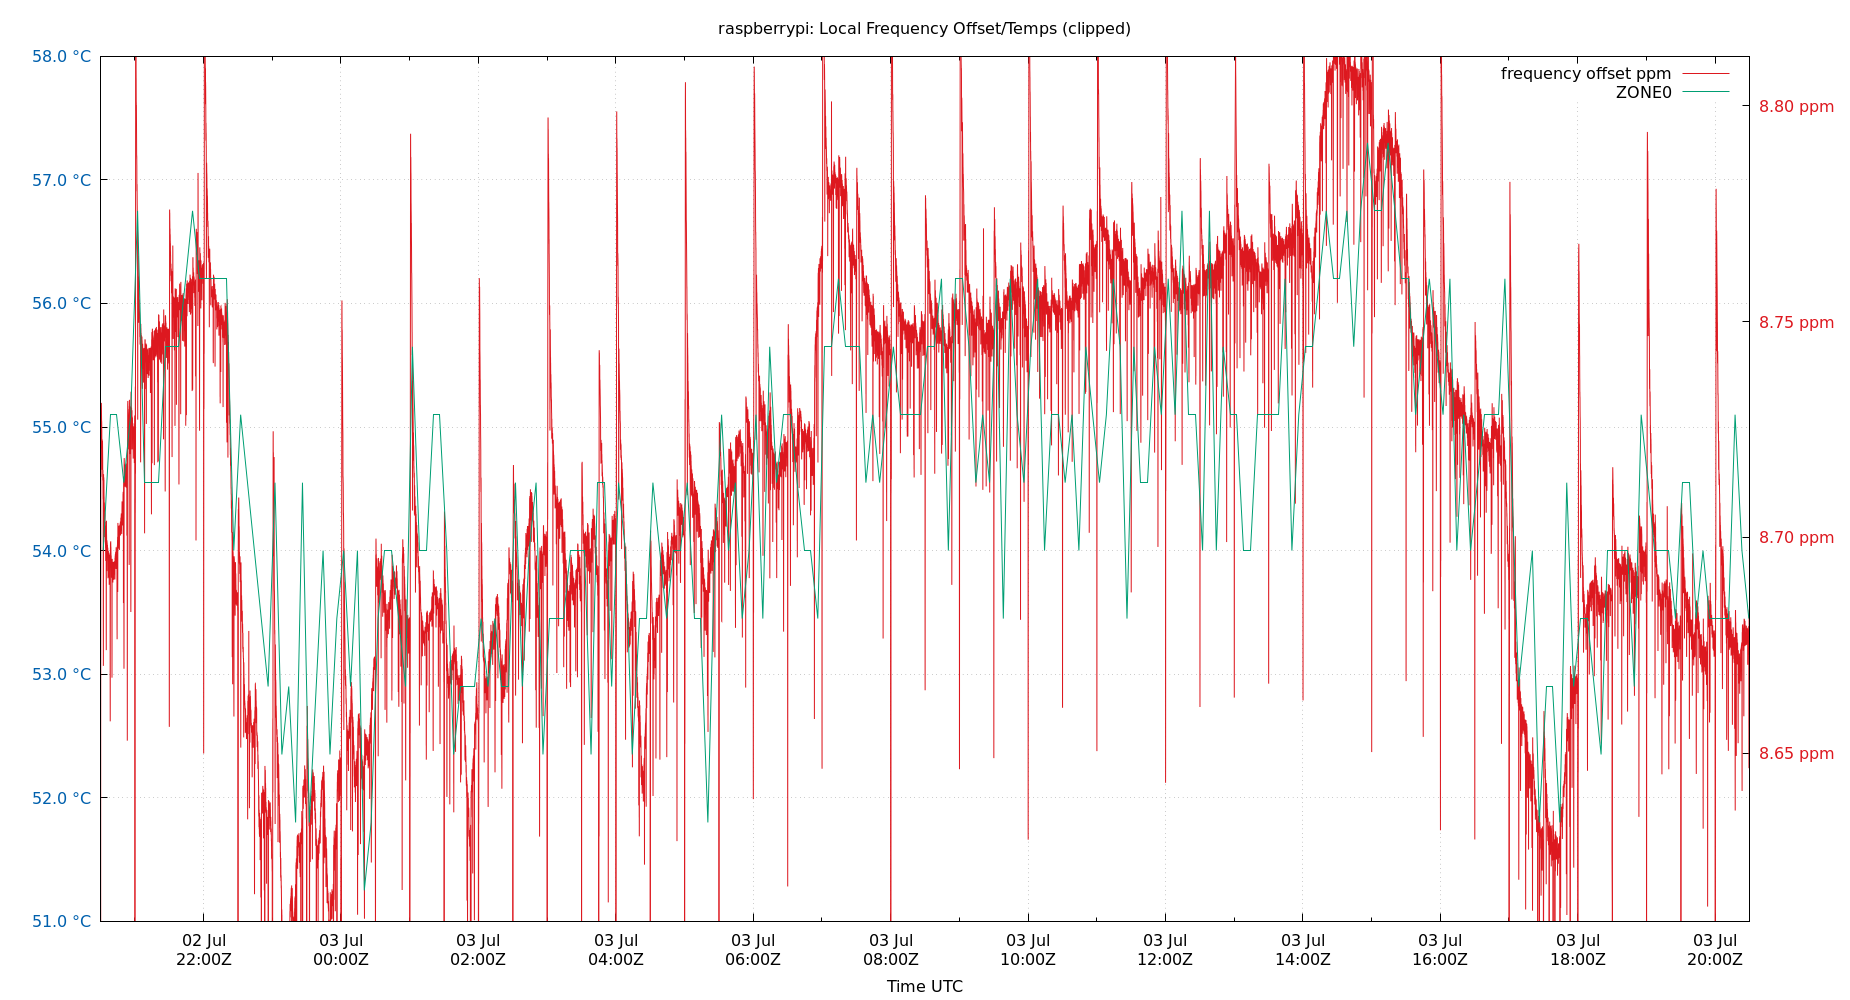 raspberrypi: Local Frequency Offset/Temps (clipped)
58.0 °C
57.0 °C
56.0 °C
55.0 °C
54.0 °C
53.0 °C
52.0 °C
51.0 °C
frequency offset ppm
ZONE0
8.80 ppm
8.75 ppm
8.70 ppm
8.65 ppm
02 Jul
22:00Z
03 Jul
00:00Z
03 Jul
02:00Z
03 Jul
04:00Z
03 Jul
06:00Z
03 Jul
08:00Z
03 Jul
10:00Z
03 Jul
12:00Z
03 Jul
14:00Z
03 Jul
16:00Z
03 Jul
18:00Z
03 Jul
20:00Z
Time UTC